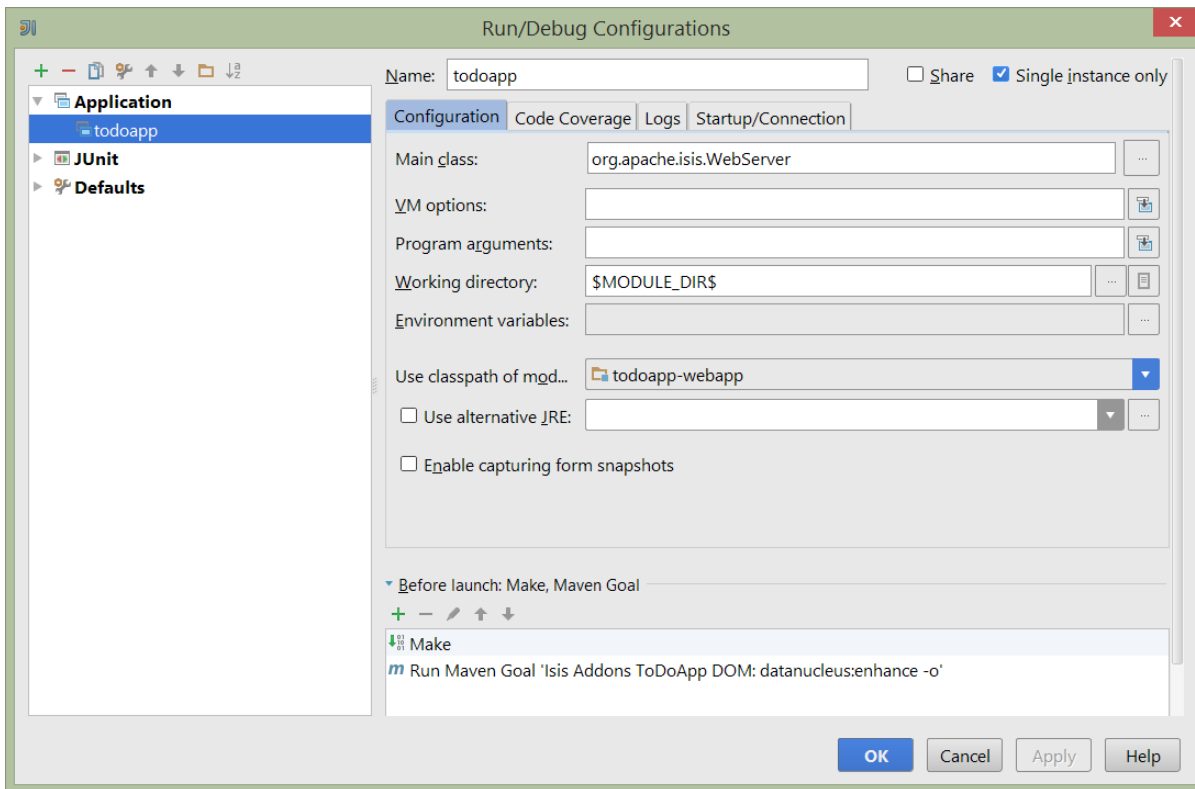 Run/Debug Configurations
Name: todoapp Share Single instance only
Application
todoapp
JUnit
Defaults
Configuration Code Coverage Logs Startup/Connection
Main class: org.apache.isis.WebServer ...
VM options:
Program arguments:
Working directory: $MODULE_DIR$ ...
Environment variables: ...
Use classpath of mod... todoapp-webapp
Use alternative JRE: ...
Enable capturing form snapshots
Before launch: Make, Maven Goal
Make
Run Maven Goal 'Isis Addons ToDoApp DOM: datanucleus:enhance -o'
OK Cancel Apply Help